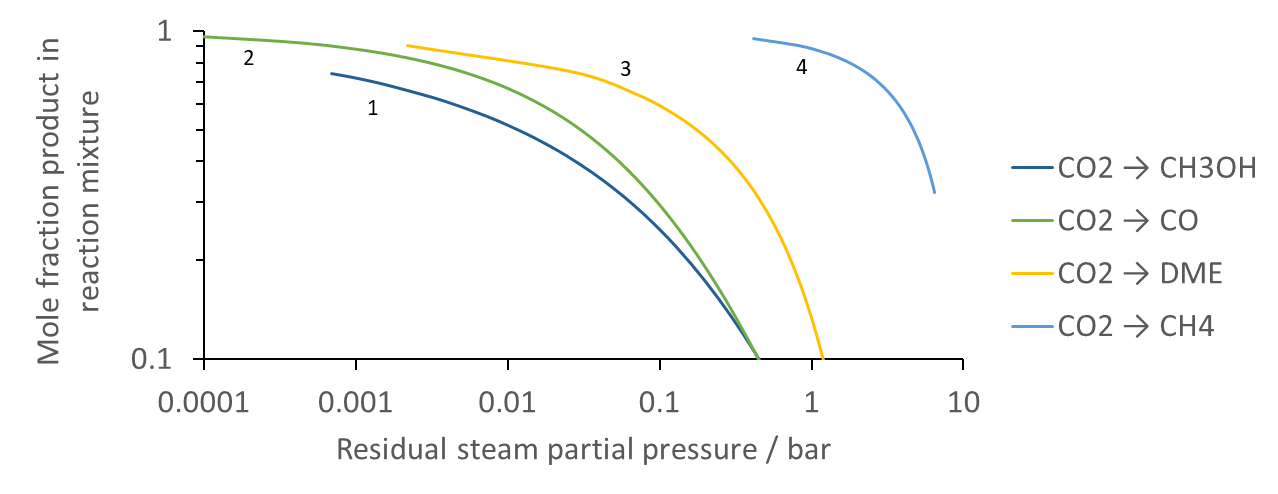 Mole fraction product in
reaction mixture
1
0.1
2
1
3
4
0.0001
0.001
0.01
0.1
1
10
Residual steam partial pressure / bar
CO2 → CH3OH
CO2 → CO
CO2 → DME
CO2 → CH4